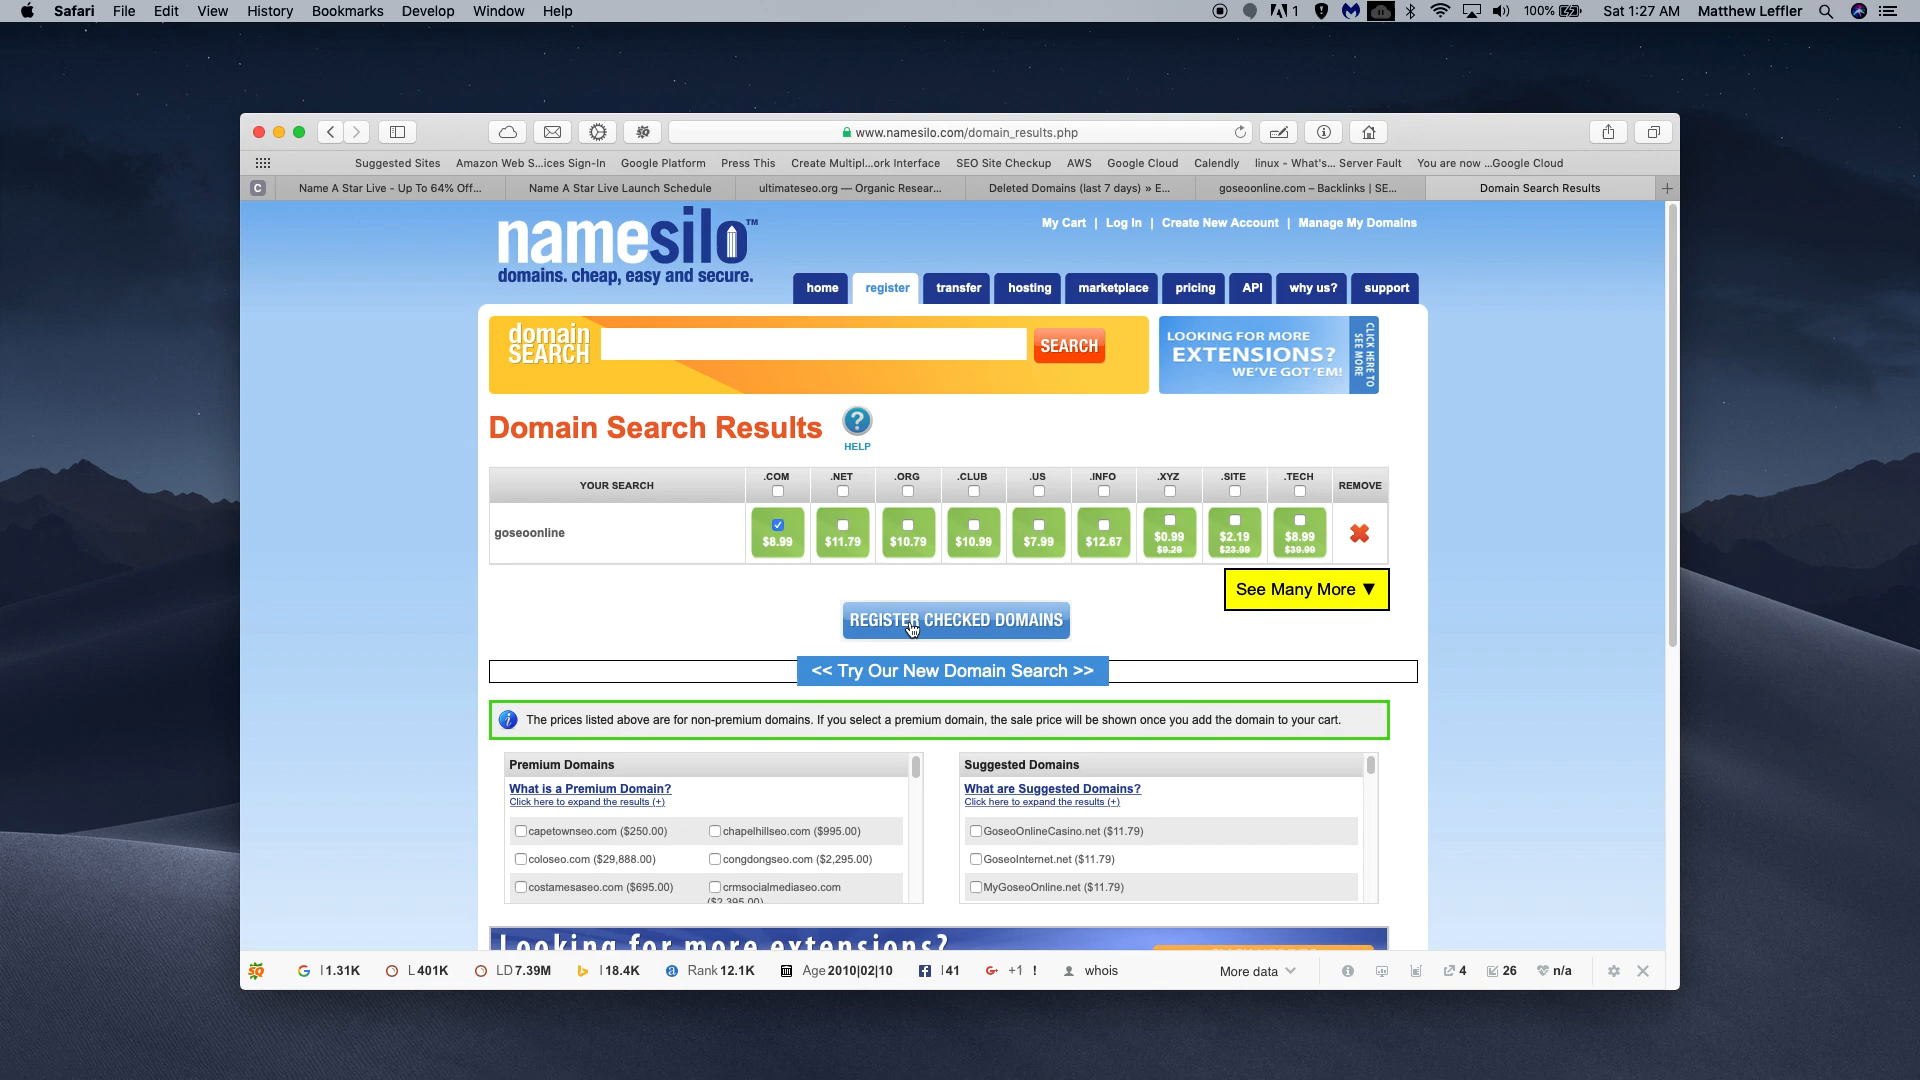 Safari File Edit View History Bookmarks Develop Window Help 1 100% Sat 1:27 AM Matthew Leffler
www.namesilo.com/domain_results.php
Suggested Sites Amazon Web S...ices Sign-In Google Platform Press This Create Multipl...ork Interface SEO Site Checkup AWS Google Cloud Calendly linux - What's... Server Fault You are now ...Google Cloud
C Name A Star Live - Up To 64% Off... Name A Star Live Launch Schedule ultimateseo.org — Organic Resear... Deleted Domains (last 7 days) » E... goseoonline.com – Backlinks | SE... Domain Search Results
namesilo™
domains. cheap, easy and secure.
My Cart | Log In | Create New Account | Manage My Domains
home register transfer hosting marketplace pricing API why us? support
domain
SEARCH
SEARCH
LOOKING FOR MORE
EXTENSIONS?
WE'VE GOT 'EM!
CLICK HERE TO
SEE MORE
Domain Search Results
?
HELP
YOUR SEARCH .COM .NET .ORG .CLUB .US .INFO .XYZ .SITE .TECH REMOVE
goseoonline $8.99 $11.79 $10.79 $10.99 $7.99 $12.67 $0.99 $2.19 $8.99
$9.29 $23.99 $39.99
See Many More ▼
REGISTER CHECKED DOMAINS
<< Try Our New Domain Search >>
i The prices listed above are for non-premium domains. If you select a premium domain, the sale price will be shown once you add the domain to your cart.
Premium Domains
What is a Premium Domain?
Click here to expand the results (+)
capetownseo.com ($250.00) chapelhillseo.com ($995.00)
coloseo.com ($29,888.00) congdongseo.com ($2,295.00)
costamesaseo.com ($695.00) crmsocialmediaseo.com
($2,395.00)
Suggested Domains
What are Suggested Domains?
Click here to expand the results (+)
GoseoOnlineCasino.net ($11.79)
GoseoInternet.net ($11.79)
MyGoseoOnline.net ($11.79)
Looking for more extensions?
SQ G I 1.31K L 401K LD 7.39M I 18.4K a Rank 12.1K Age 2010|02|10 f I 41 G+ +1 ! whois More data 4 26 n/a